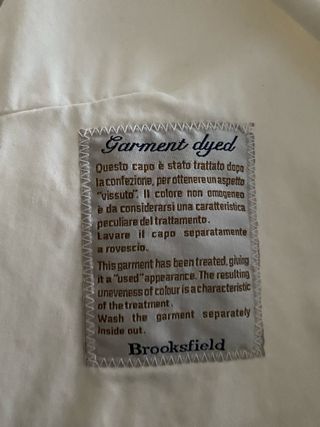 Garment dyed
Questo capo è stato trattato dopo
la confezione, per ottenere un aspetto
"vissuto". Il colore non omogeneo
è da considerarsi una caratteristica
peculiare del trattamento.
Lavare il capo separatamente
a rovescio.
This garment has been treated, giving
it a "used" appearance. The resulting
uneveness of colour is a characteristic
of the treatment.
Wash the garment separately
inside out.
Brooksfield